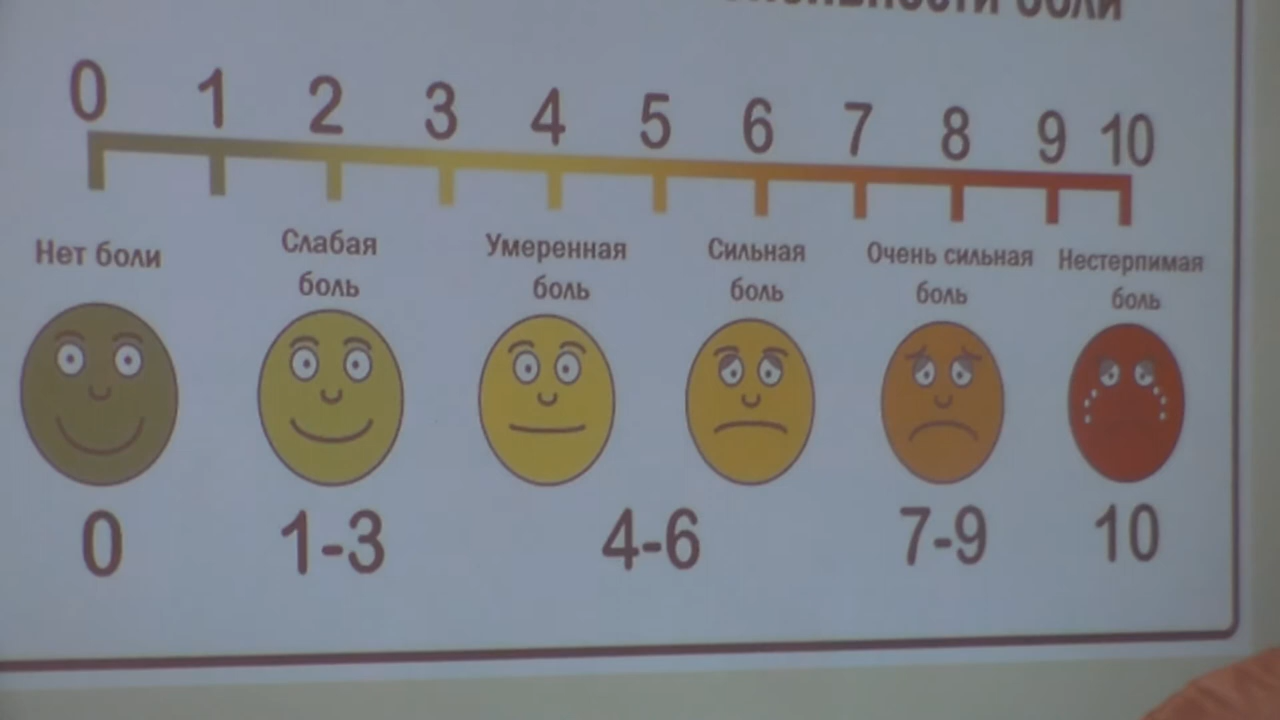 боли
0 1 2 3 4 5 6 7 8 9 10
Нет боли
Слабая
боль
Умеренная
боль
Сильная
боль
Очень сильная
боль
Нестерпимая
боль
0 1-3 4-6 7-9 10